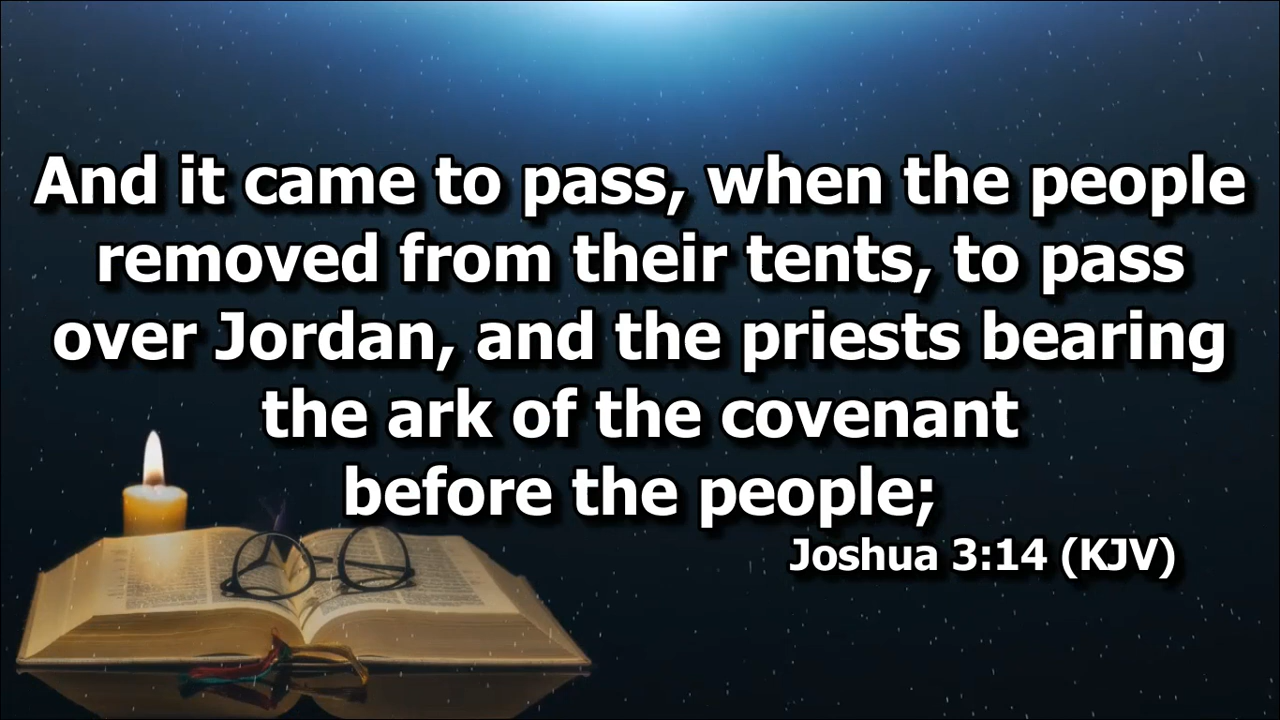 And it came to pass, when the people
removed from their tents, to pass
over Jordan, and the priests bearing
the ark of the covenant
before the people;
Joshua 3:14 (KJV)